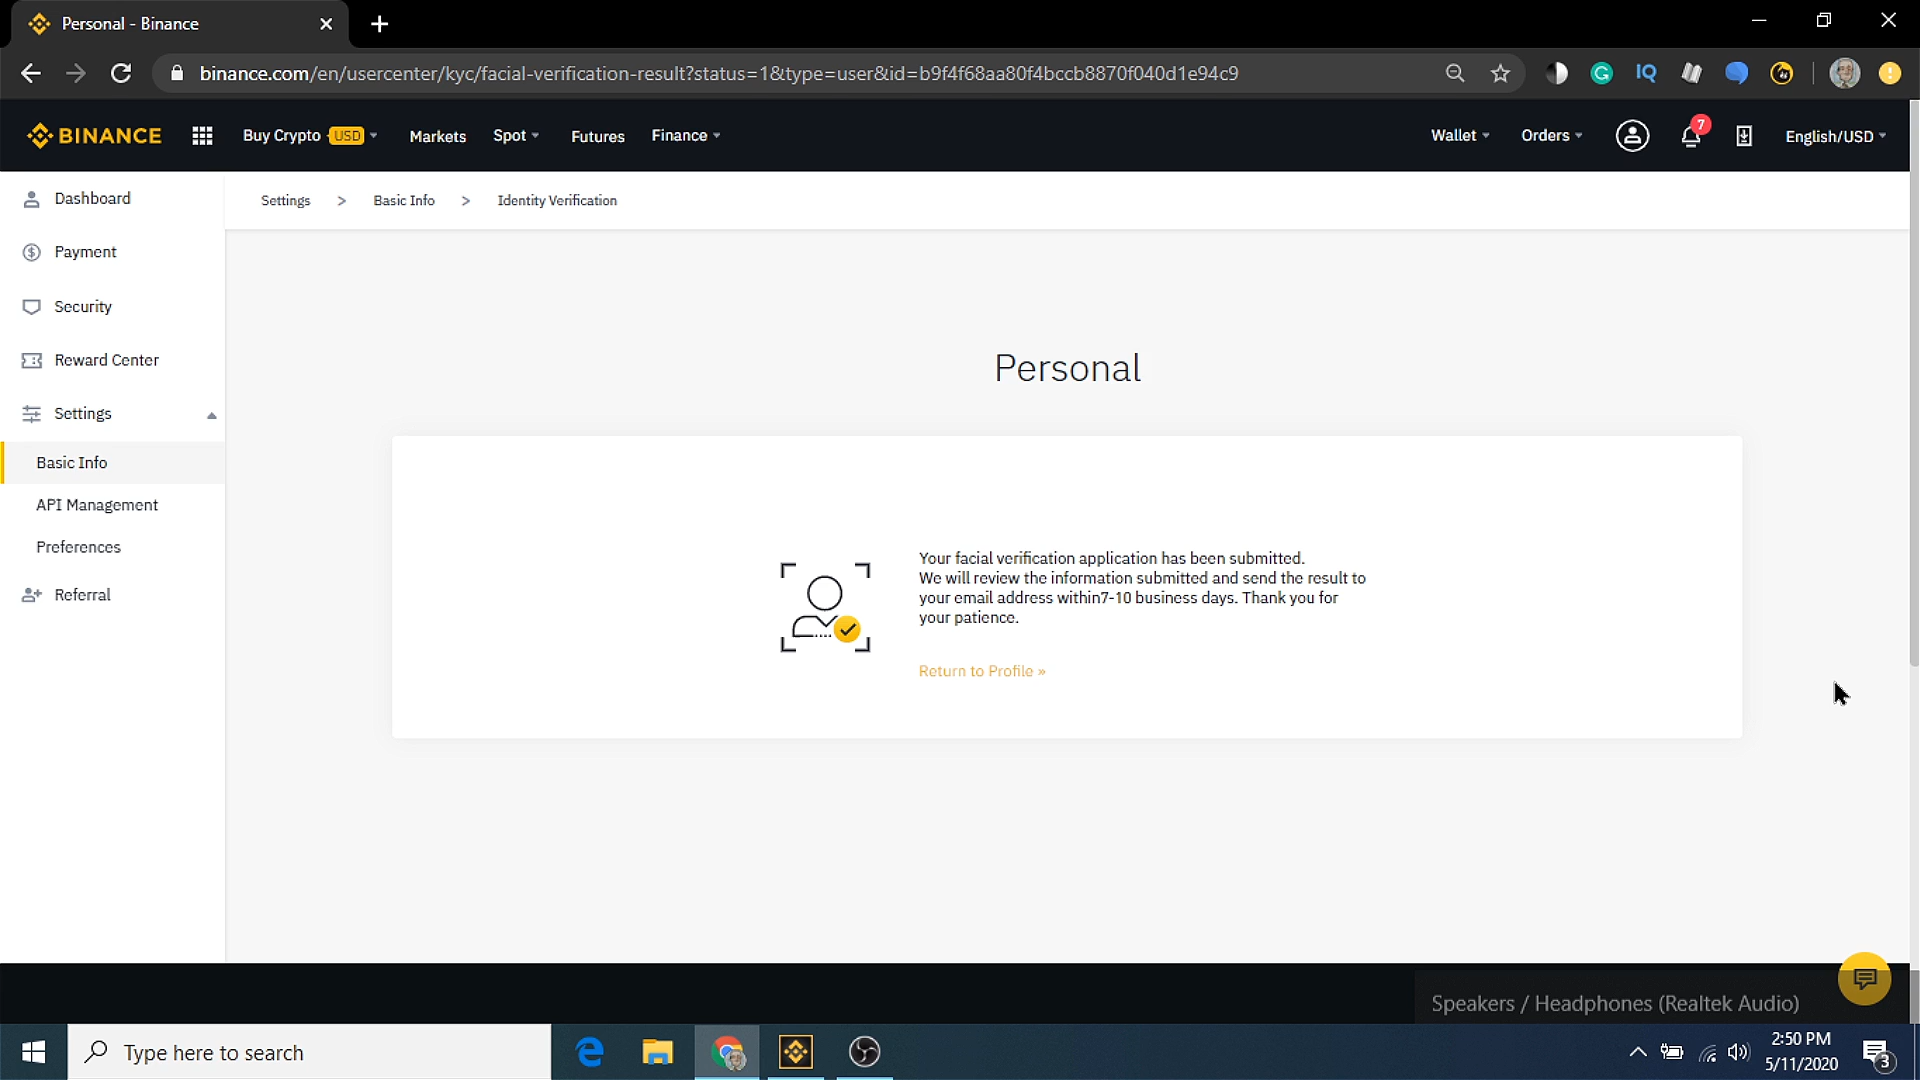 Personal - Binance
binance.com/en/usercenter/kyc/facial-verification-result?status=1&type=user&id=b9f4f68aa80f4bccb8870f040d1e94c9
IQ
BINANCE
Buy Crypto USD
Markets
Spot
Futures
Finance
Wallet
Orders
7
English/USD
Dashboard
Payment
Security
Reward Center
Settings
Basic Info
API Management
Preferences
Referral
Settings > Basic Info > Identity Verification
Personal
Your facial verification application has been submitted.
We will review the information submitted and send the result to
your email address within7-10 business days. Thank you for
your patience.
Return to Profile »
Speakers / Headphones (Realtek Audio)
Type here to search
2:50 PM
5/11/2020
3